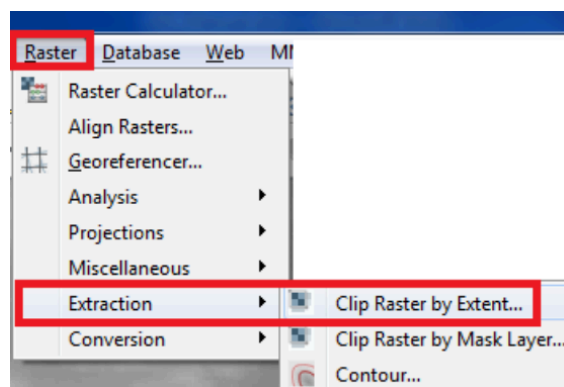 Raster Database Web MM
Raster Calculator...
Align Rasters...
Georeferencer...
Analysis
Projections
Miscellaneous
Extraction
Clip Raster by Extent...
Conversion
Clip Raster by Mask Layer...
Contour...